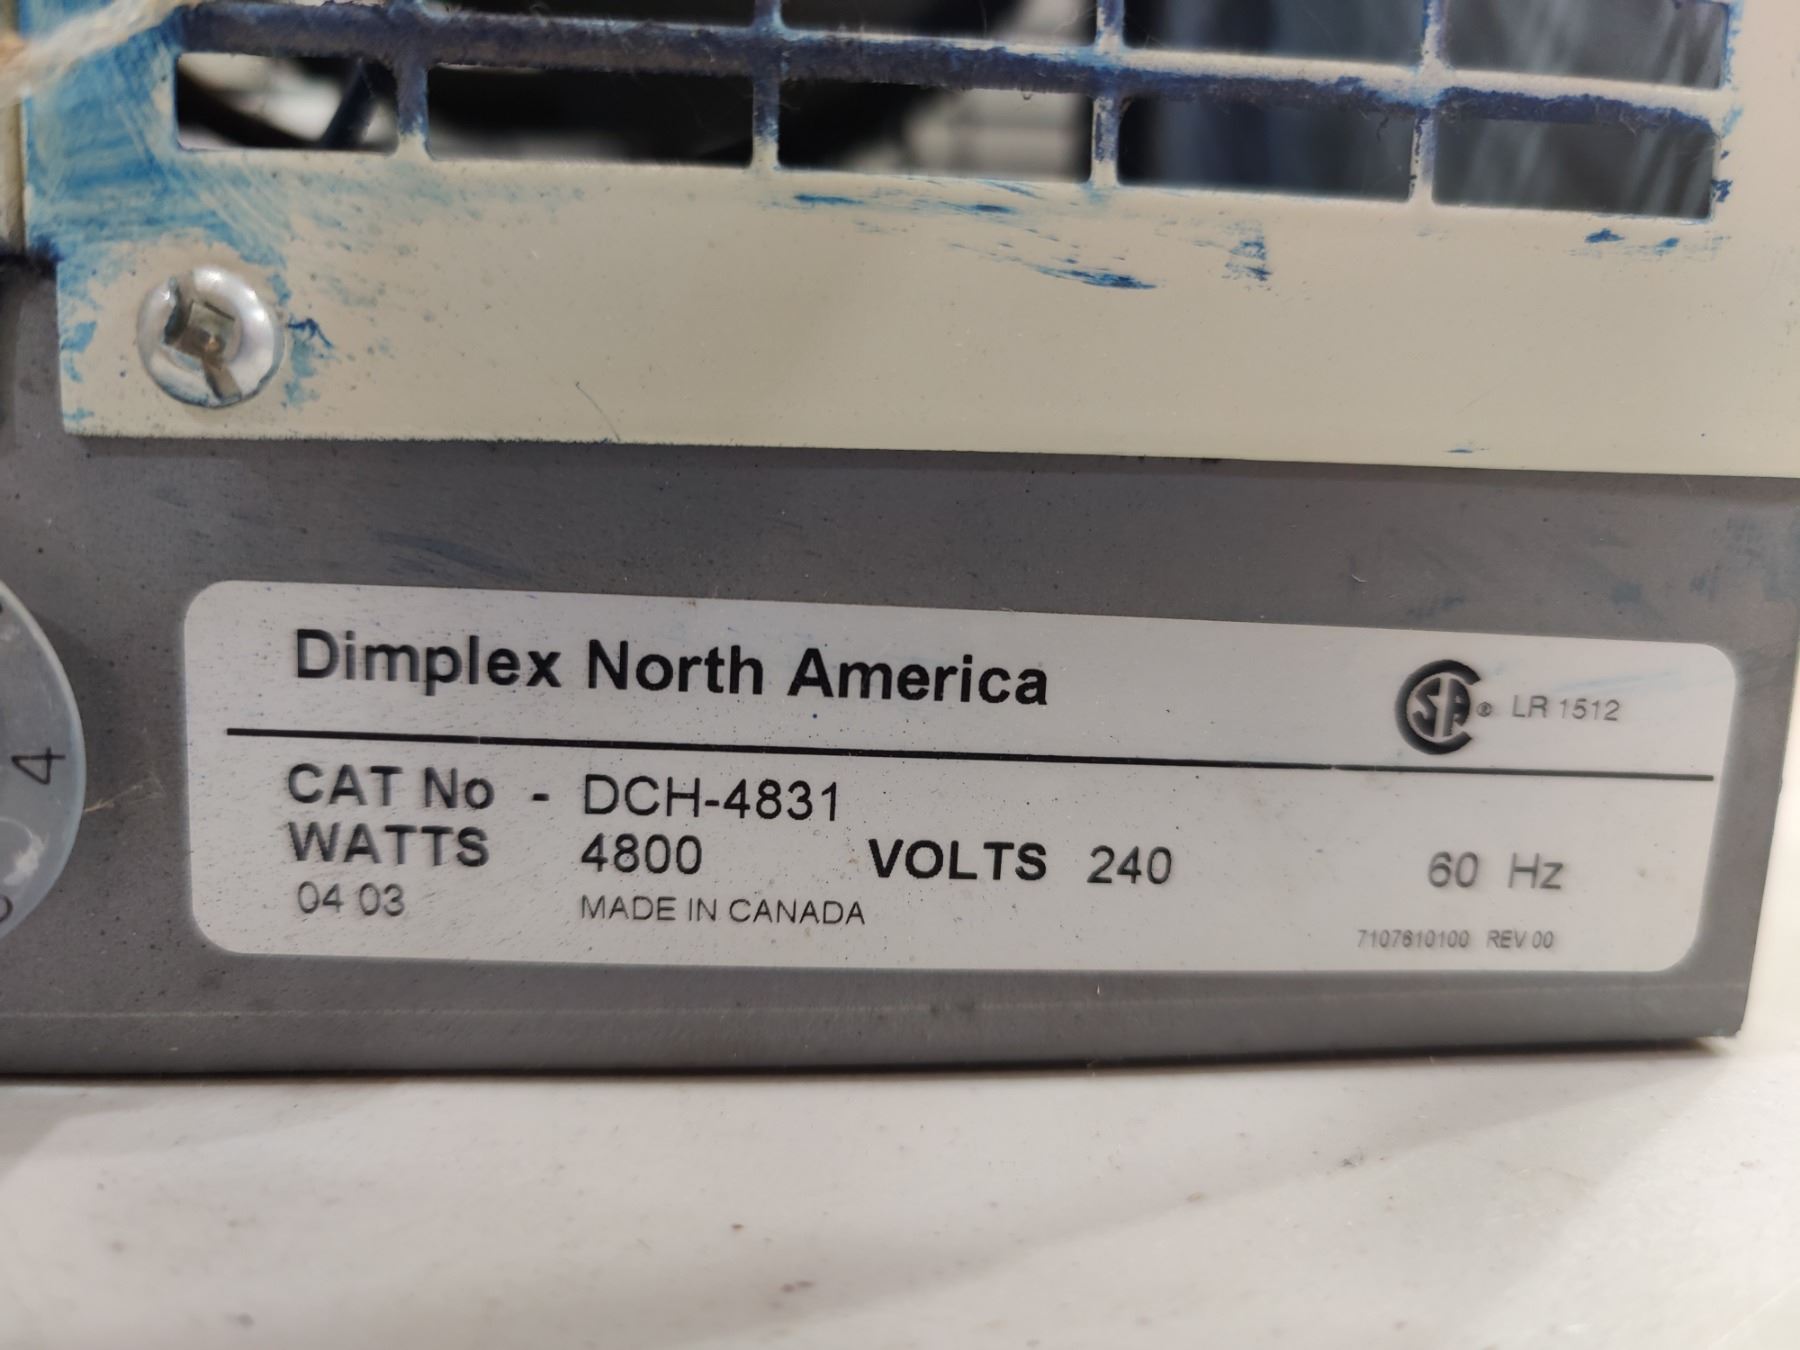 Dimplex North America
SA ® LR 1512
CAT No - DCH-4831
WATTS 4800 VOLTS 240 60 Hz
04 03 MADE IN CANADA
7107610100 REV 00
4